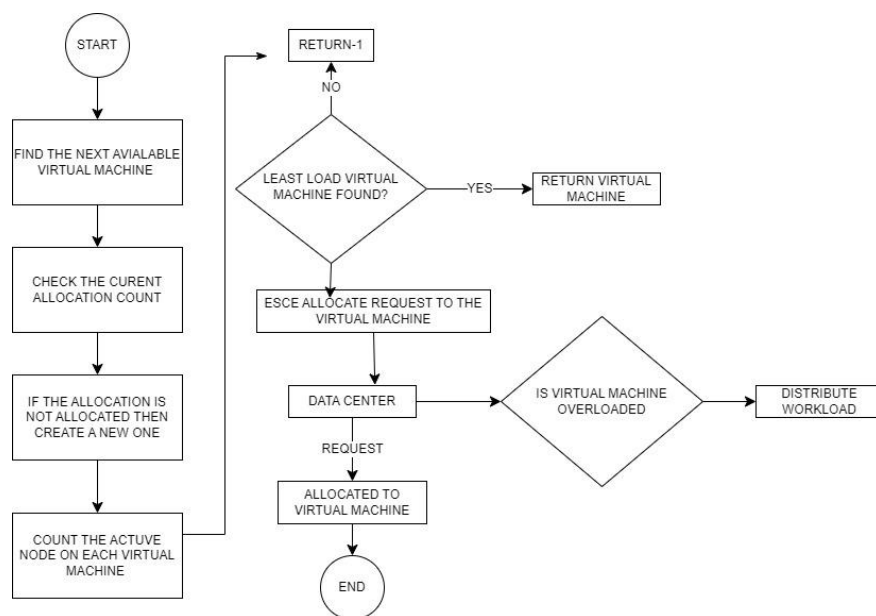 START
FIND THE NEXT AVIALABLE
VIRTUAL MACHINE
CHECK THE CURENT
ALLOCATION COUNT
IF THE ALLOCATION IS
NOT ALLOCATED THEN
CREATE A NEW ONE
COUNT THE ACTUVE
NODE ON EACH VIRTUAL
MACHINE
RETURN-1
NO
LEAST LOAD VIRTUAL
MACHINE FOUND?
YES
RETURN VIRTUAL
MACHINE
ESCE ALLOCATE REQUEST TO THE
VIRTUAL MACHINE
DATA CENTER
IS VIRTUAL MACHINE
OVERLOADED
DISTRIBUTE
WORKLOAD
REQUEST
ALLOCATED TO
VIRTUAL MACHINE
END